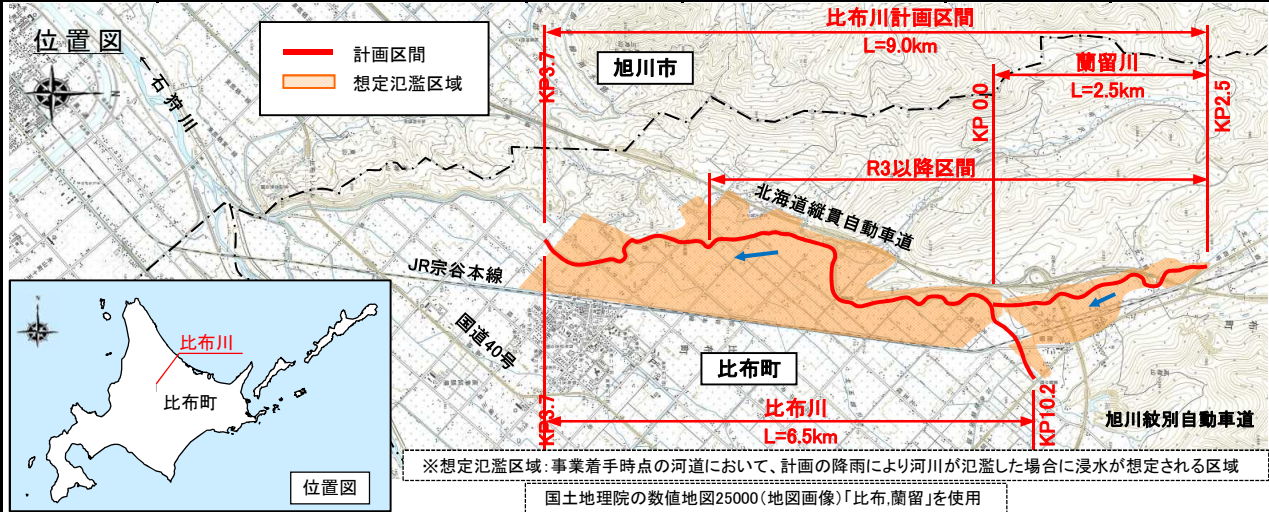 位置図
←石狩川
計画区間
想定氾濫区域
比布川計画区間
L=9.0km
旭川市
蘭留川
L=2.5km
KP3.7
KP 0.0
KP2.5
R3以降区間
北海道縦貫自動車道
JR宗谷本線
国道40号
比布町
KP3.7
比布川
L=6.5km
KP10.2
旭川紋別自動車道
比布川
比布町
位置図
※想定氾濫区域:事業着手時点の河道において、計画の降雨により河川が氾濫した場合に浸水が想定される区域
国土地理院の数値地図25000(地図画像)「比布,蘭留」を使用